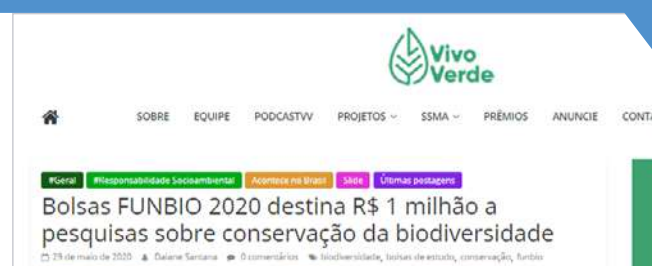 Vivo
Verde
SOBRE EQUIPE PODCASTVV PROJETOS SSMA PRÊMIOS ANUNCIE CONTA
#Geral #Responsabilidade Socioambiental Acontece no Brasil Slide Últimas postagens
Bolsas FUNBIO 2020 destina R$ 1 milhão a
pesquisas sobre conservação da biodiversidade
29 de maio de 2020 Daiane Santana 0 comentários biodiversidade, bolsas de estudo, conservação, funbio